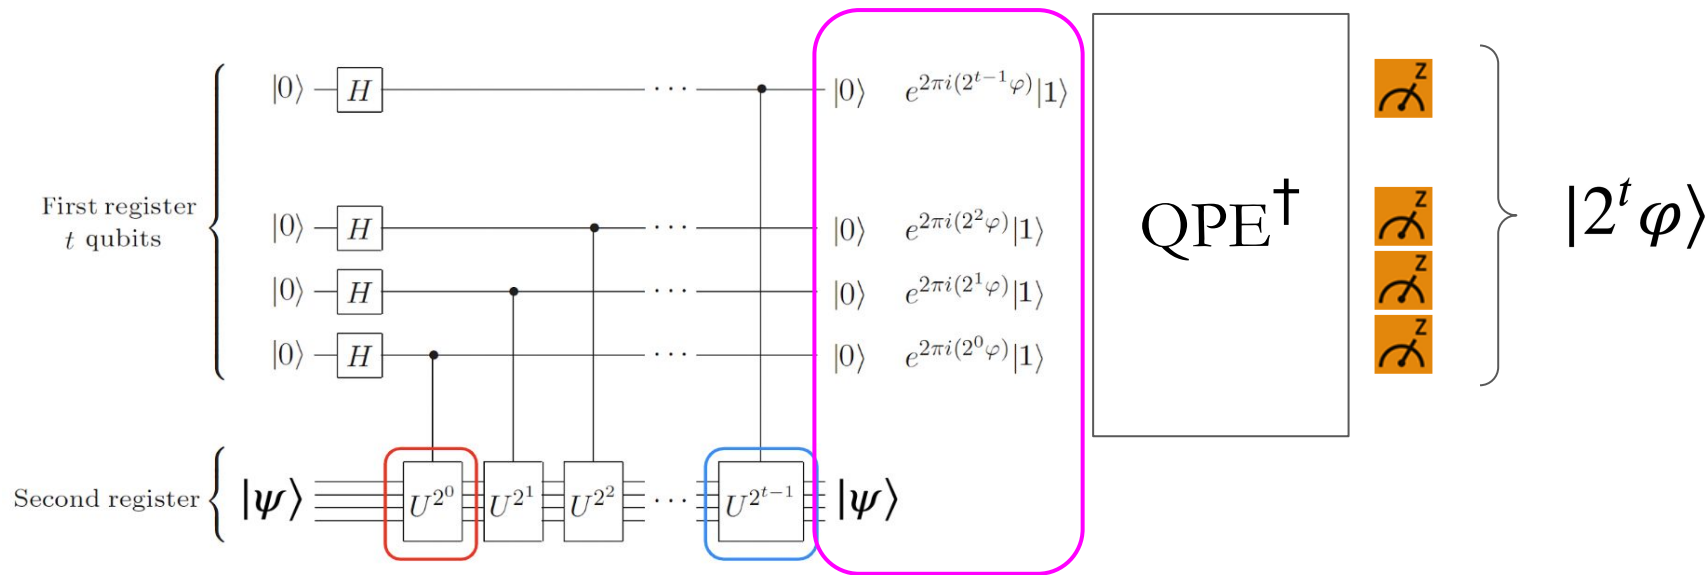 |0⟩ H ··· |0⟩ e^{2πi(2^{t−1}φ)}|1⟩ Z
First register
t qubits
|0⟩ H ··· |0⟩ e^{2πi(2^2φ)}|1⟩ Z
QPE†
|2^tφ⟩
|0⟩ H ··· |0⟩ e^{2πi(2^1φ)}|1⟩ Z
|0⟩ H ··· |0⟩ e^{2πi(2^0φ)}|1⟩ Z
Second register |ψ⟩ U^{2^0} U^{2^1} U^{2^2} ··· U^{2^{t−1}} |ψ⟩